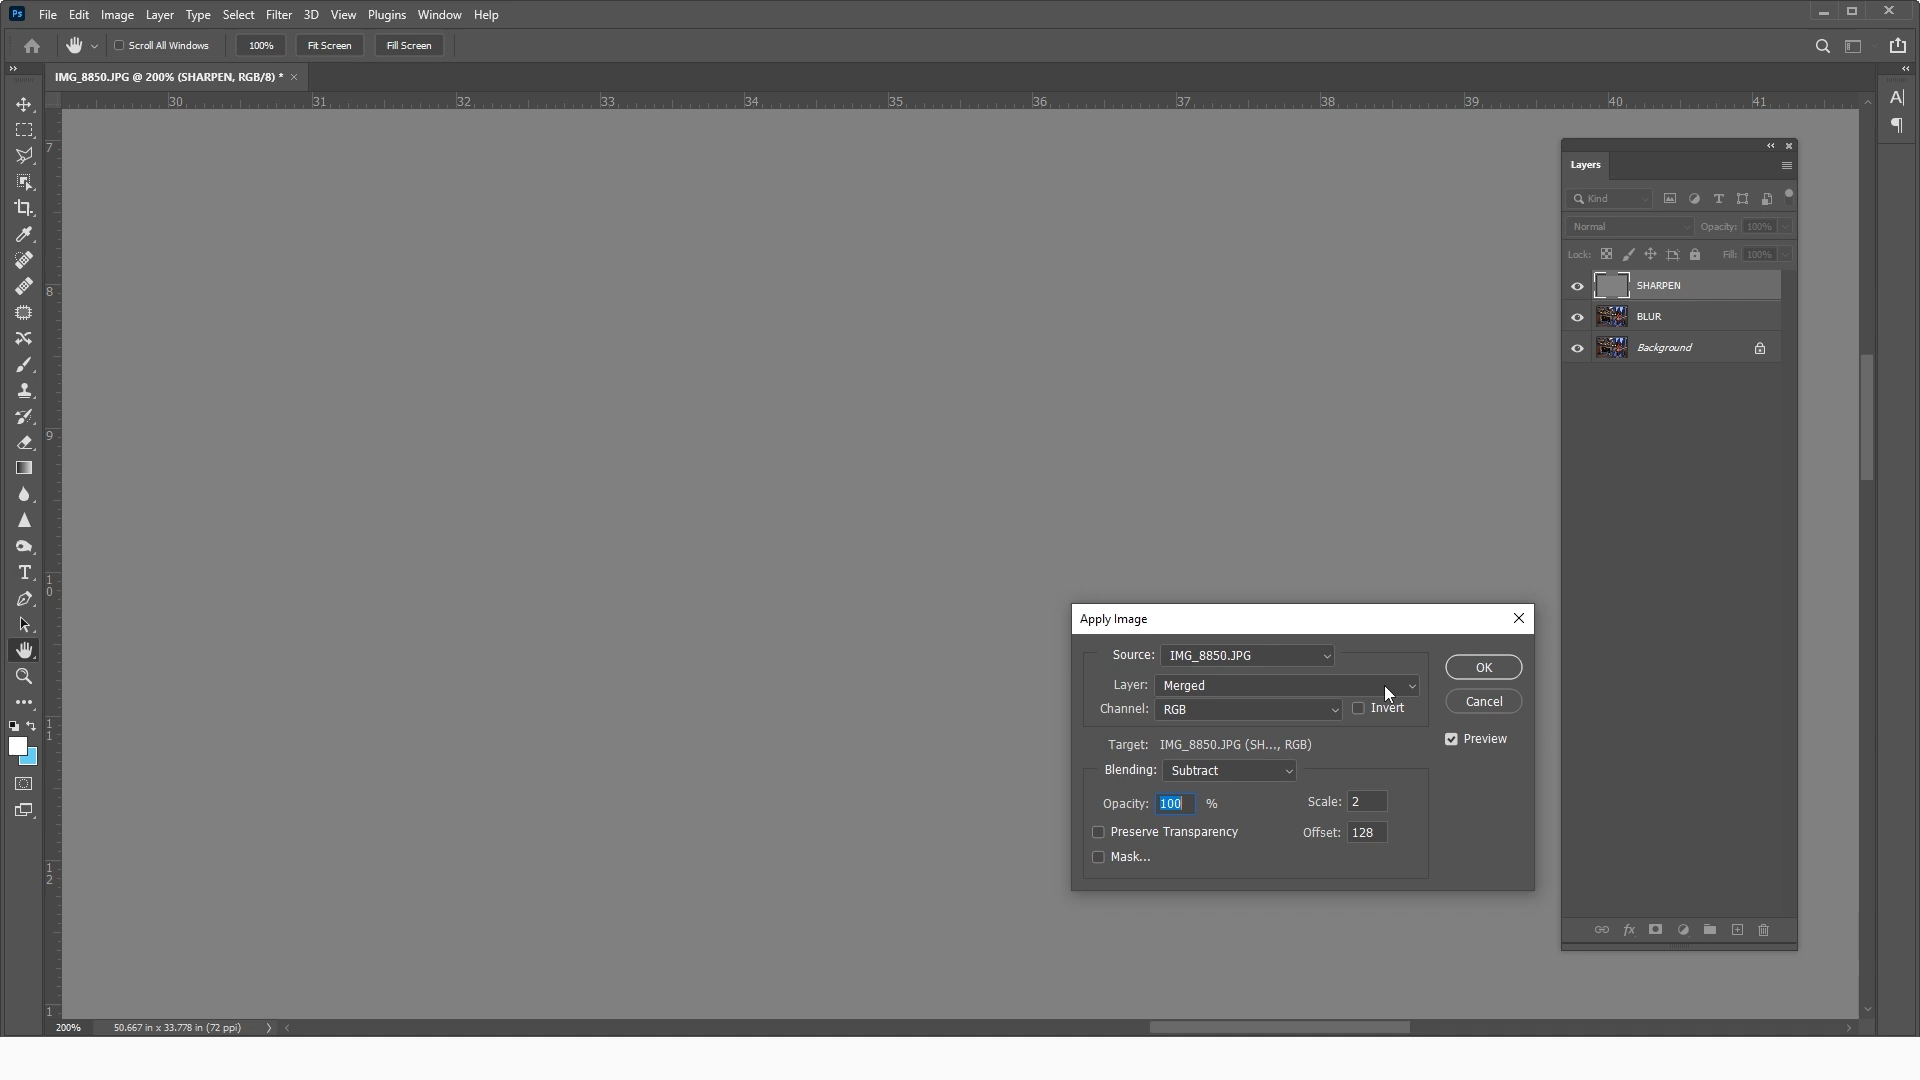 Ps File Edit Image Layer Type Select Filter 3D View Plugins Window Help
Scroll All Windows 100% Fit Screen Fill Screen
IMG_8850.JPG @ 200% (SHARPEN, RGB/8) *
30 31 32 33 34 35 36 37 38 39 40 41
7
8
9
10
11
12
1
Layers
Kind
Normal Opacity: 100%
Lock: Fill: 100%
SHARPEN
BLUR
Background
fx
Apply Image
Source: IMG_8850.JPG
OK
Layer: Merged
Cancel
Channel: RGB Invert
Preview
Target: IMG_8850.JPG (SH..., RGB)
Blending: Subtract
Opacity: 100 % Scale: 2
Preserve Transparency Offset: 128
Mask...
200% 50.667 in x 33.778 in (72 ppi)